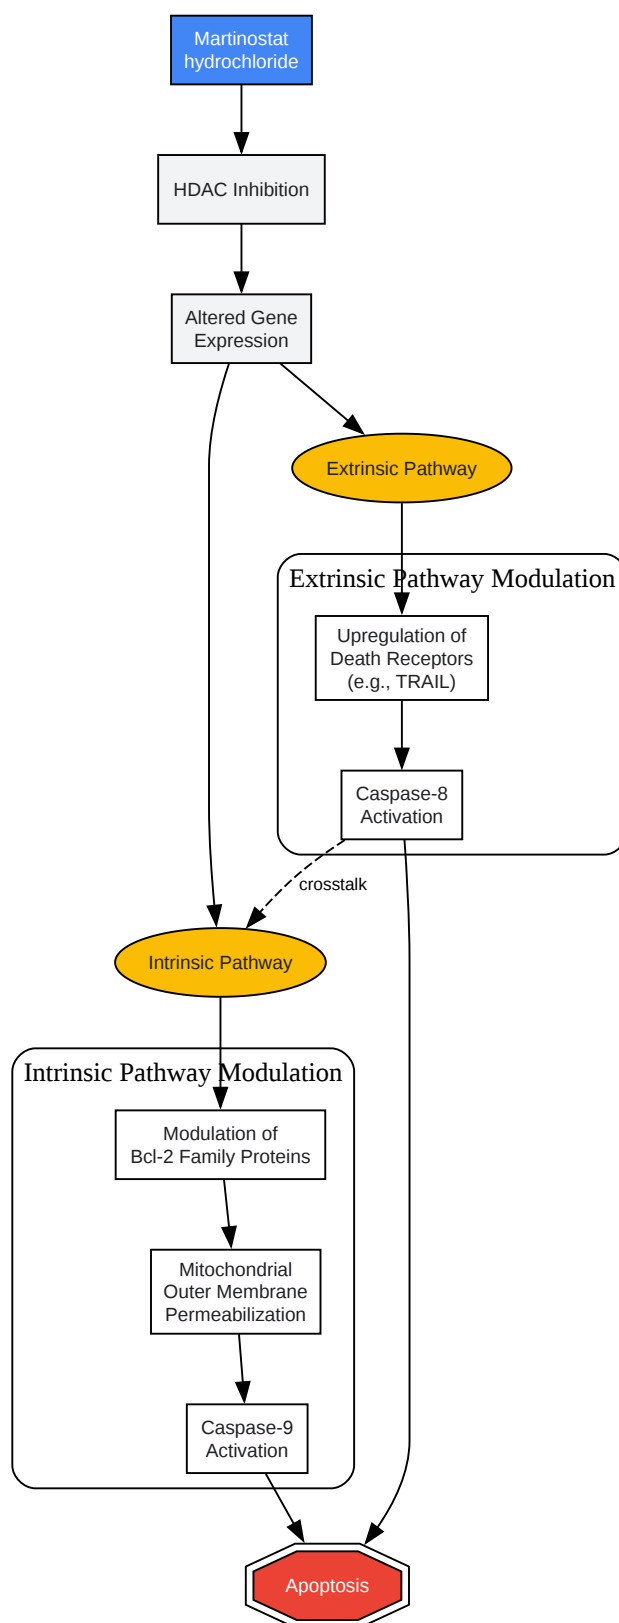 Martinostat
hydrochloride
HDAC Inhibition
Altered Gene
Expression
Extrinsic Pathway
Extrinsic Pathway Modulation
Upregulation of
Death Receptors
(e.g., TRAIL)
Caspase-8
Activation
crosstalk
Intrinsic Pathway
Intrinsic Pathway Modulation
Modulation of
Bcl-2 Family Proteins
Mitochondrial
Outer Membrane
Permeabilization
Caspase-9
Activation
Apoptosis